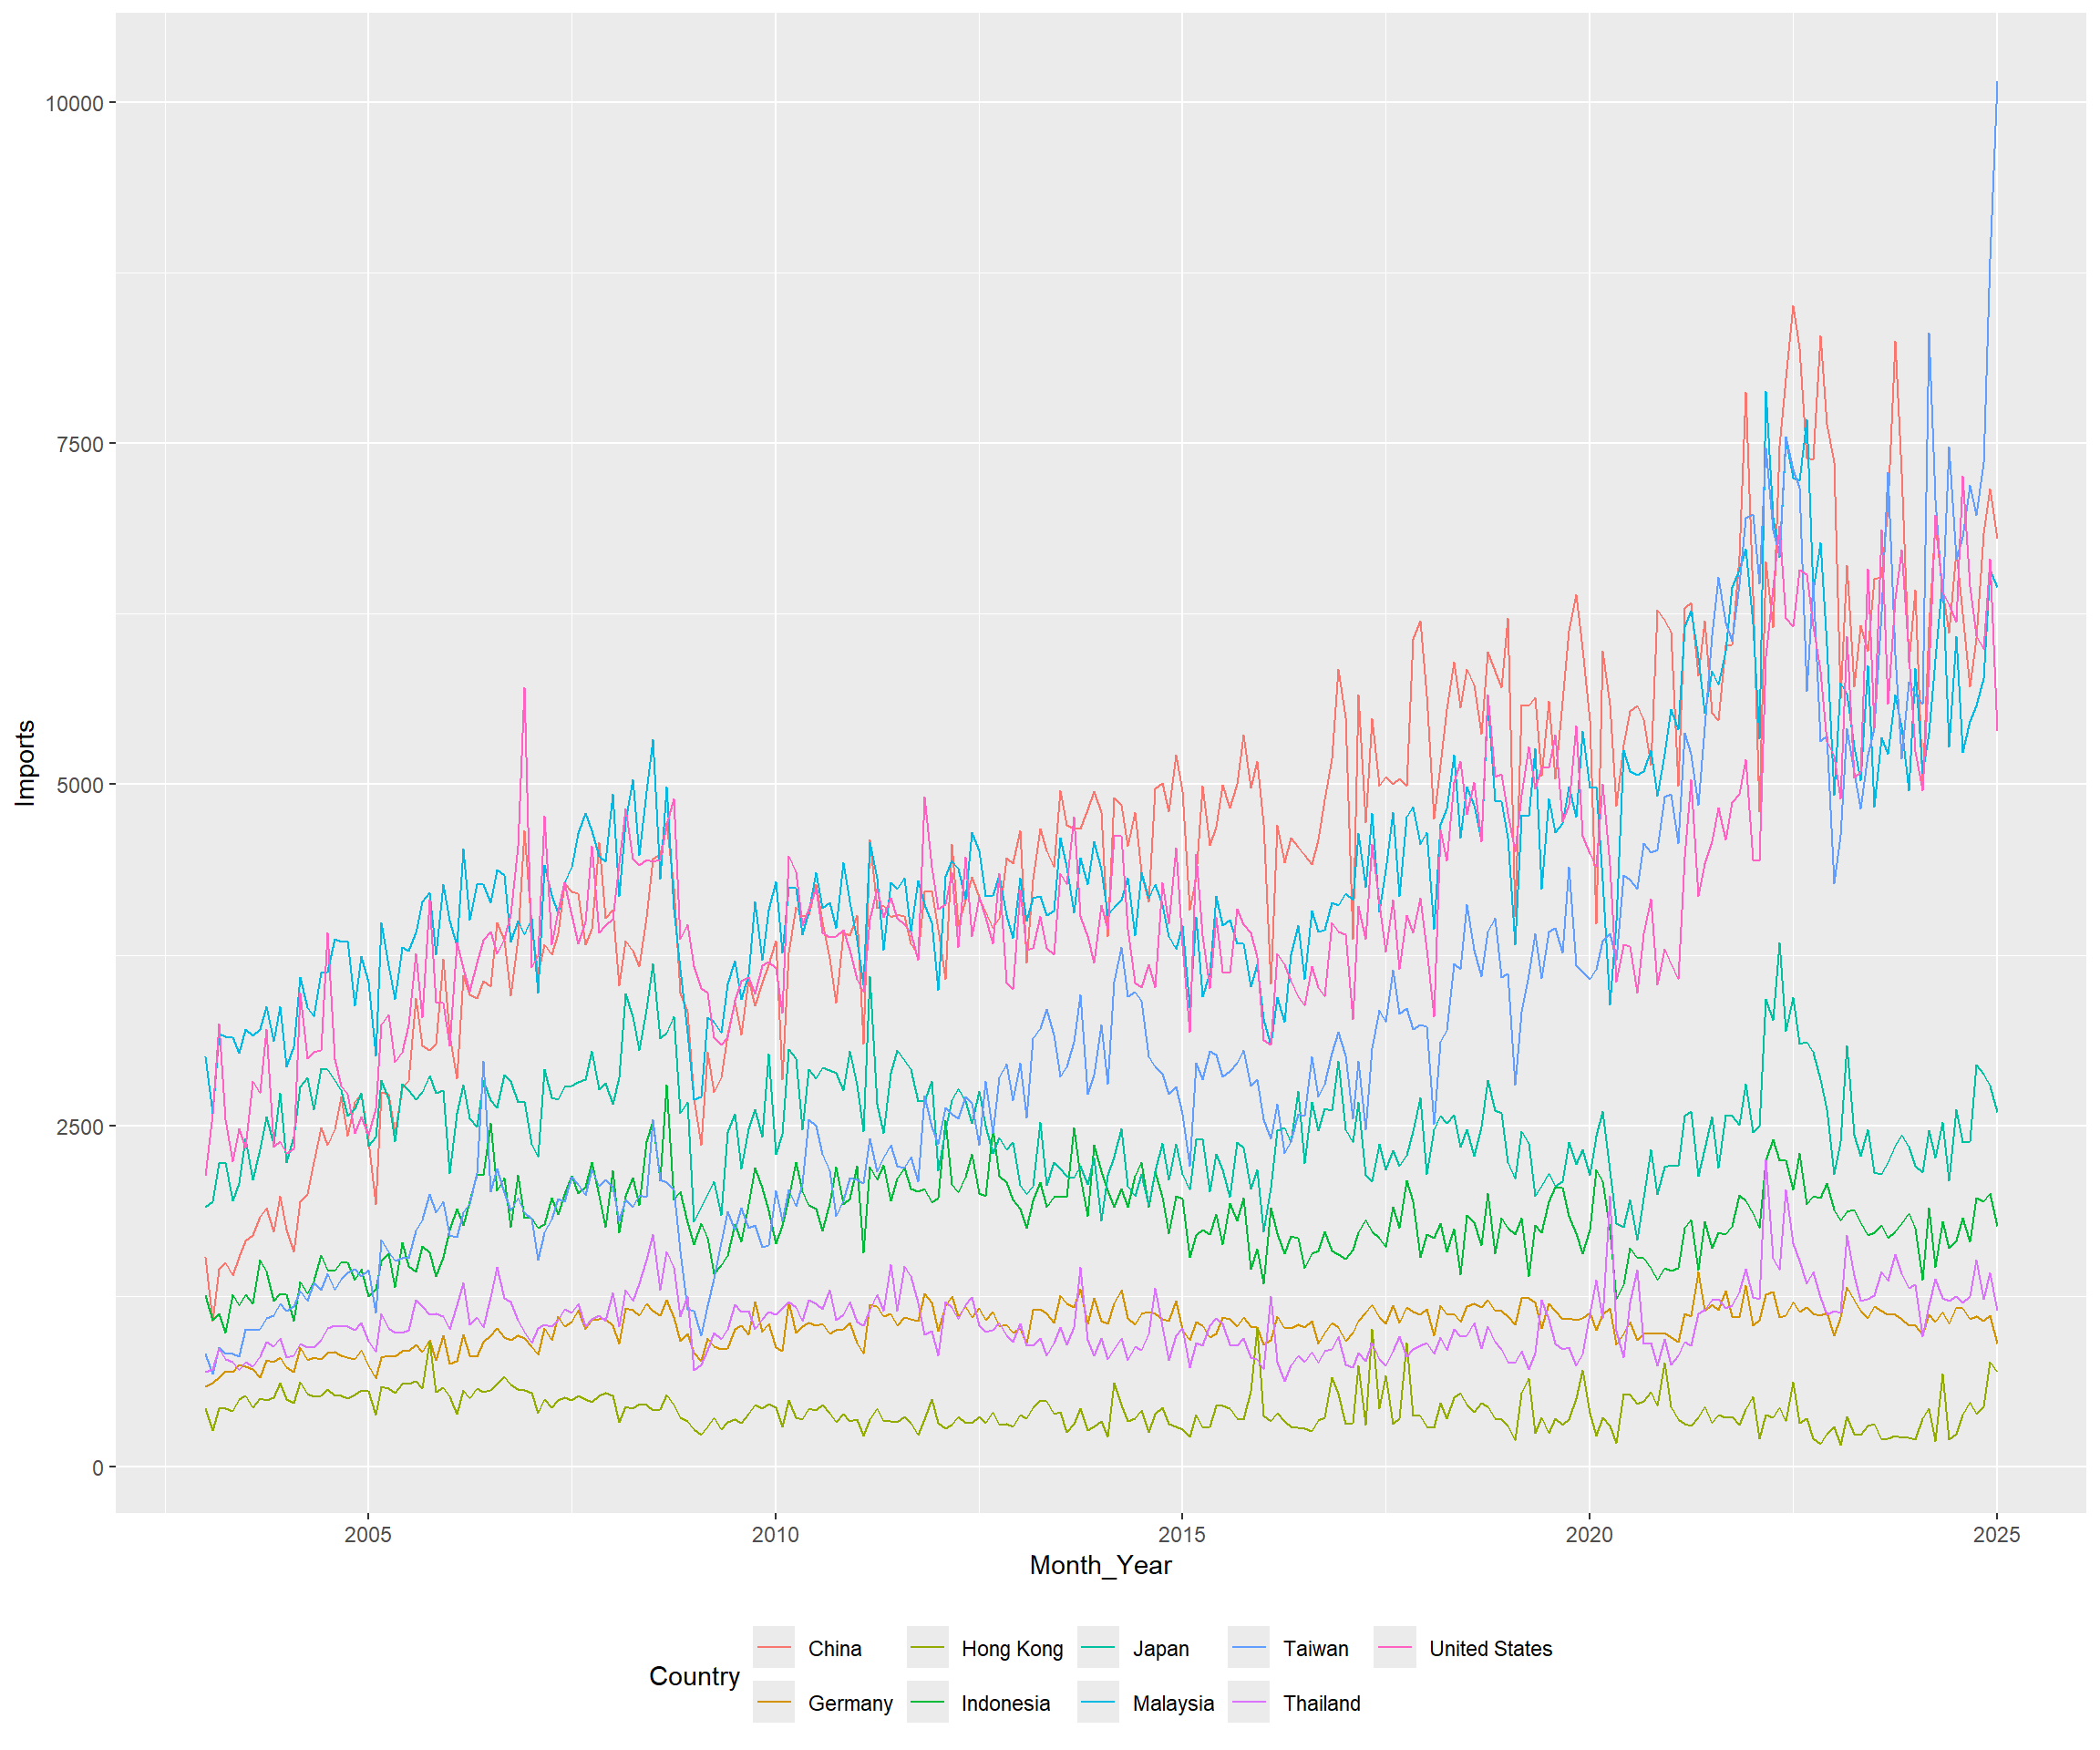 Imports
10000
7500
5000
2500
0
2005 2010 2015 2020 2025
Month_Year
Country
China Hong Kong Japan Taiwan United States
Germany Indonesia Malaysia Thailand